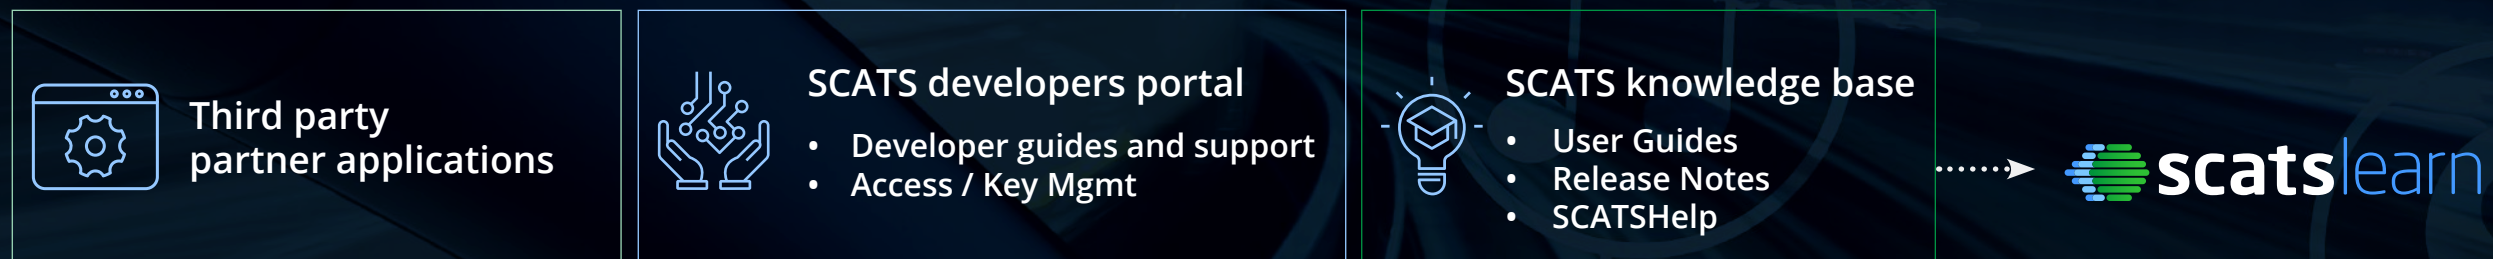 Third party
partner applications
SCATS developers portal
• Developer guides and support
• Access / Key Mgmt
SCATS knowledge base
• User Guides
• Release Notes
• SCATSHelp
scatslearn